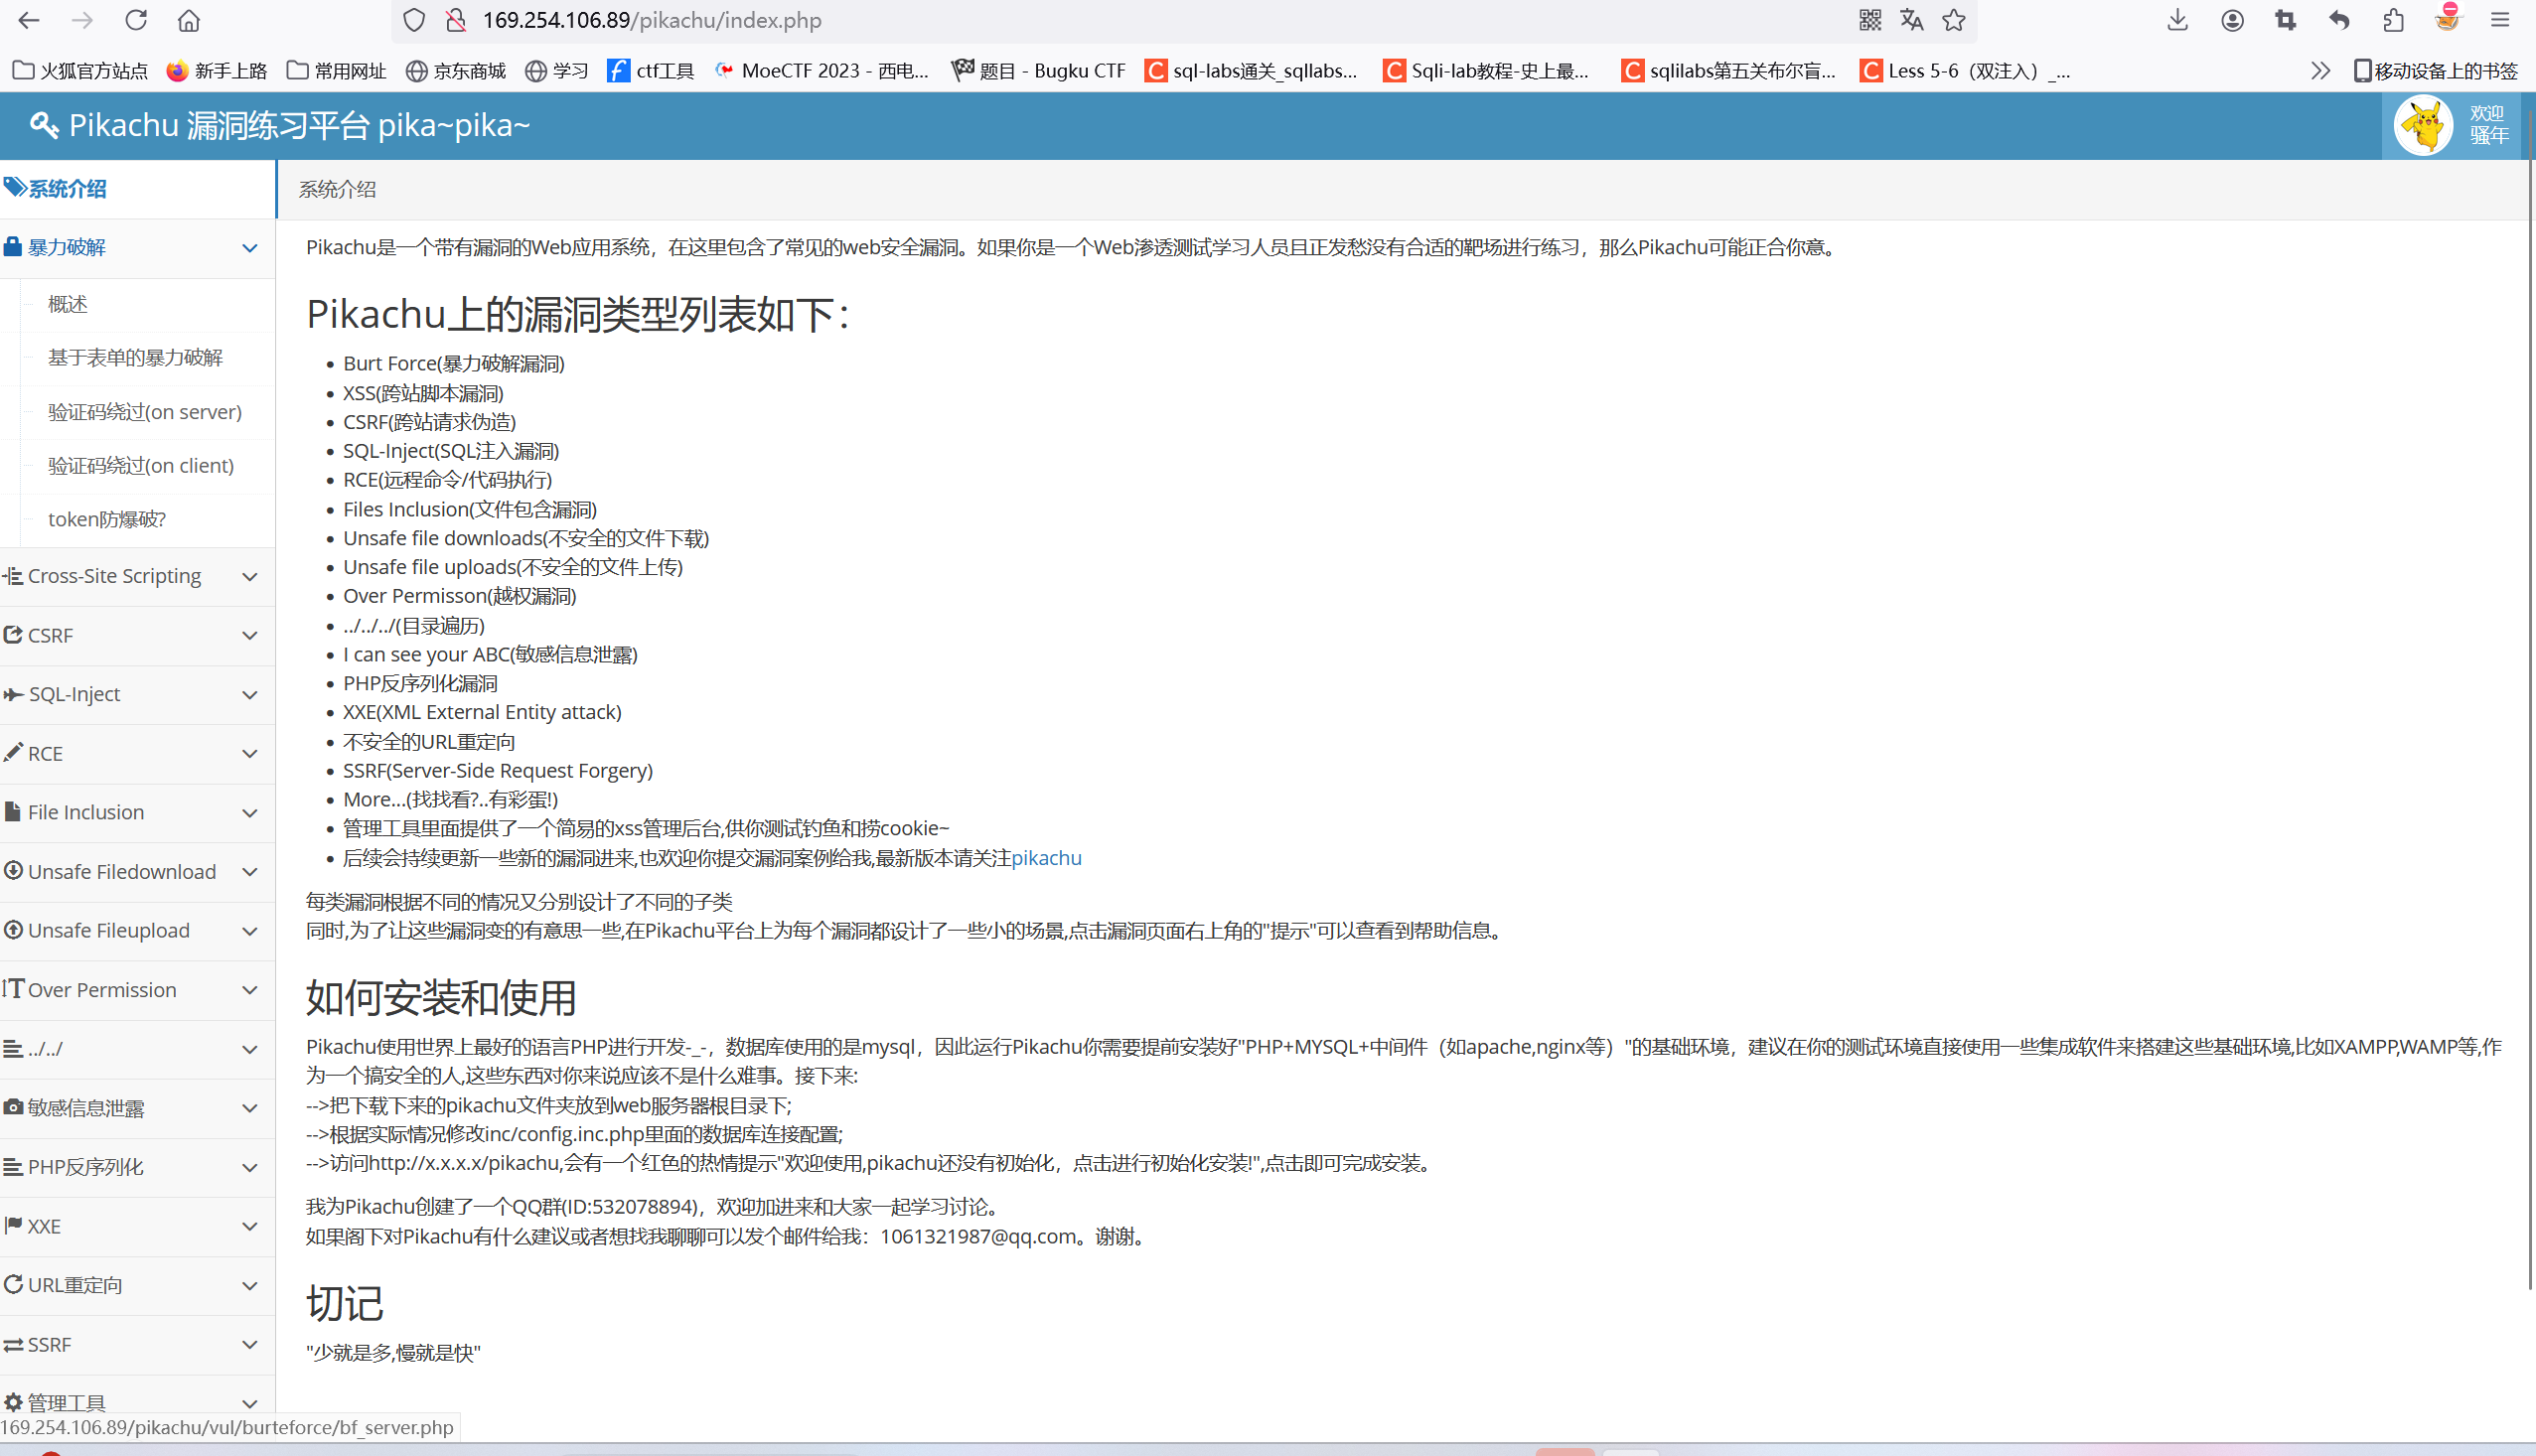 169.254.106.89/pikachu/index.php
火狐官方站点 新手上路 常用网址 京东商城 学习 ctf工具 MoeCTF 2023 - 西电... 题目 - Bugku CTF sql-labs通关_sqllabs... Sqli-lab教程-史上最... sqlilabs第五关布尔盲... Less 5-6（双注入）_... 移动设备上的书签
Pikachu 漏洞练习平台 pika~pika~
欢迎
骚年
系统介绍
暴力破解
概述
基于表单的暴力破解
验证码绕过(on server)
验证码绕过(on client)
token防爆破?
Cross-Site Scripting
CSRF
SQL-Inject
RCE
File Inclusion
Unsafe Filedownload
Unsafe Fileupload
Over Permission
../../
敏感信息泄露
PHP反序列化
XXE
URL重定向
SSRF
管理工具
169.254.106.89/pikachu/vul/burteforce/bf_server.php
系统介绍
Pikachu是一个带有漏洞的Web应用系统，在这里包含了常见的web安全漏洞。如果你是一个Web渗透测试学习人员且正发愁没有合适的靶场进行练习，那么Pikachu可能正合你意。
Pikachu上的漏洞类型列表如下：
Burt Force(暴力破解漏洞)
XSS(跨站脚本漏洞)
CSRF(跨站请求伪造)
SQL-Inject(SQL注入漏洞)
RCE(远程命令/代码执行)
Files Inclusion(文件包含漏洞)
Unsafe file downloads(不安全的文件下载)
Unsafe file uploads(不安全的文件上传)
Over Permisson(越权漏洞)
../../../(目录遍历)
I can see your ABC(敏感信息泄露)
PHP反序列化漏洞
XXE(XML External Entity attack)
不安全的URL重定向
SSRF(Server-Side Request Forgery)
More...(找找看?..有彩蛋!)
管理工具里面提供了一个简易的xss管理后台,供你测试钓鱼和捞cookie~
后续会持续更新一些新的漏洞进来,也欢迎你提交漏洞案例给我,最新版本请关注pikachu
每类漏洞根据不同的情况又分别设计了不同的子类
同时,为了让这些漏洞变的有意思一些,在Pikachu平台上为每个漏洞都设计了一些小的场景,点击漏洞页面右上角的"提示"可以查看到帮助信息。
如何安装和使用
Pikachu使用世界上最好的语言PHP进行开发-_-，数据库使用的是mysql，因此运行Pikachu你需要提前安装好"PHP+MYSQL+中间件（如apache,nginx等）"的基础环境，建议在你的测试环境直接使用一些集成软件来搭建这些基础环境,比如XAMPP,WAMP等,作
为一个搞安全的人,这些东西对你来说应该不是什么难事。接下来:
-->把下载下来的pikachu文件夹放到web服务器根目录下;
-->根据实际情况修改inc/config.inc.php里面的数据库连接配置;
-->访问http://x.x.x.x/pikachu,会有一个红色的热情提示"欢迎使用,pikachu还没有初始化，点击进行初始化安装!",点击即可完成安装。
我为Pikachu创建了一个QQ群(ID:532078894)，欢迎加进来和大家一起学习讨论。
如果阁下对Pikachu有什么建议或者想找我聊聊可以发个邮件给我：1061321987@qq.com。谢谢。
切记
"少就是多,慢就是快"